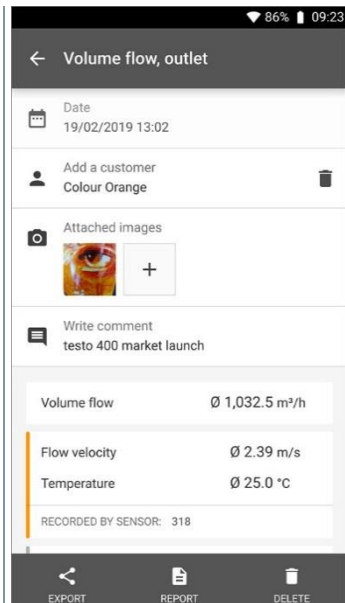 86% 09:23
Volume flow, outlet
Date
19/02/2019 13:02
Add a customer
Colour Orange
Attached images
+
Write comment
testo 400 market launch
Volume flow Ø 1,032.5 m³/h
Flow velocity Ø 2.39 m/s
Temperature Ø 25.0 °C
RECORDED BY SENSOR: 318
EXPORT REPORT DELETE